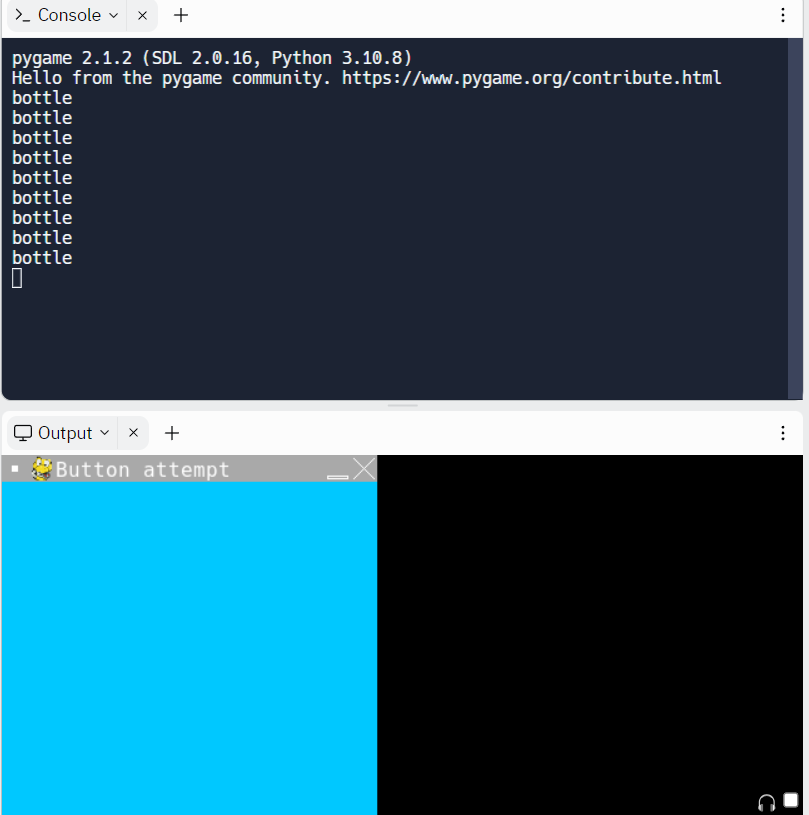 Console
pygame 2.1.2 (SDL 2.0.16, Python 3.10.8)
Hello from the pygame community. https://www.pygame.org/contribute.html
bottle
bottle
bottle
bottle
bottle
bottle
bottle
bottle
bottle
Output
Button attempt